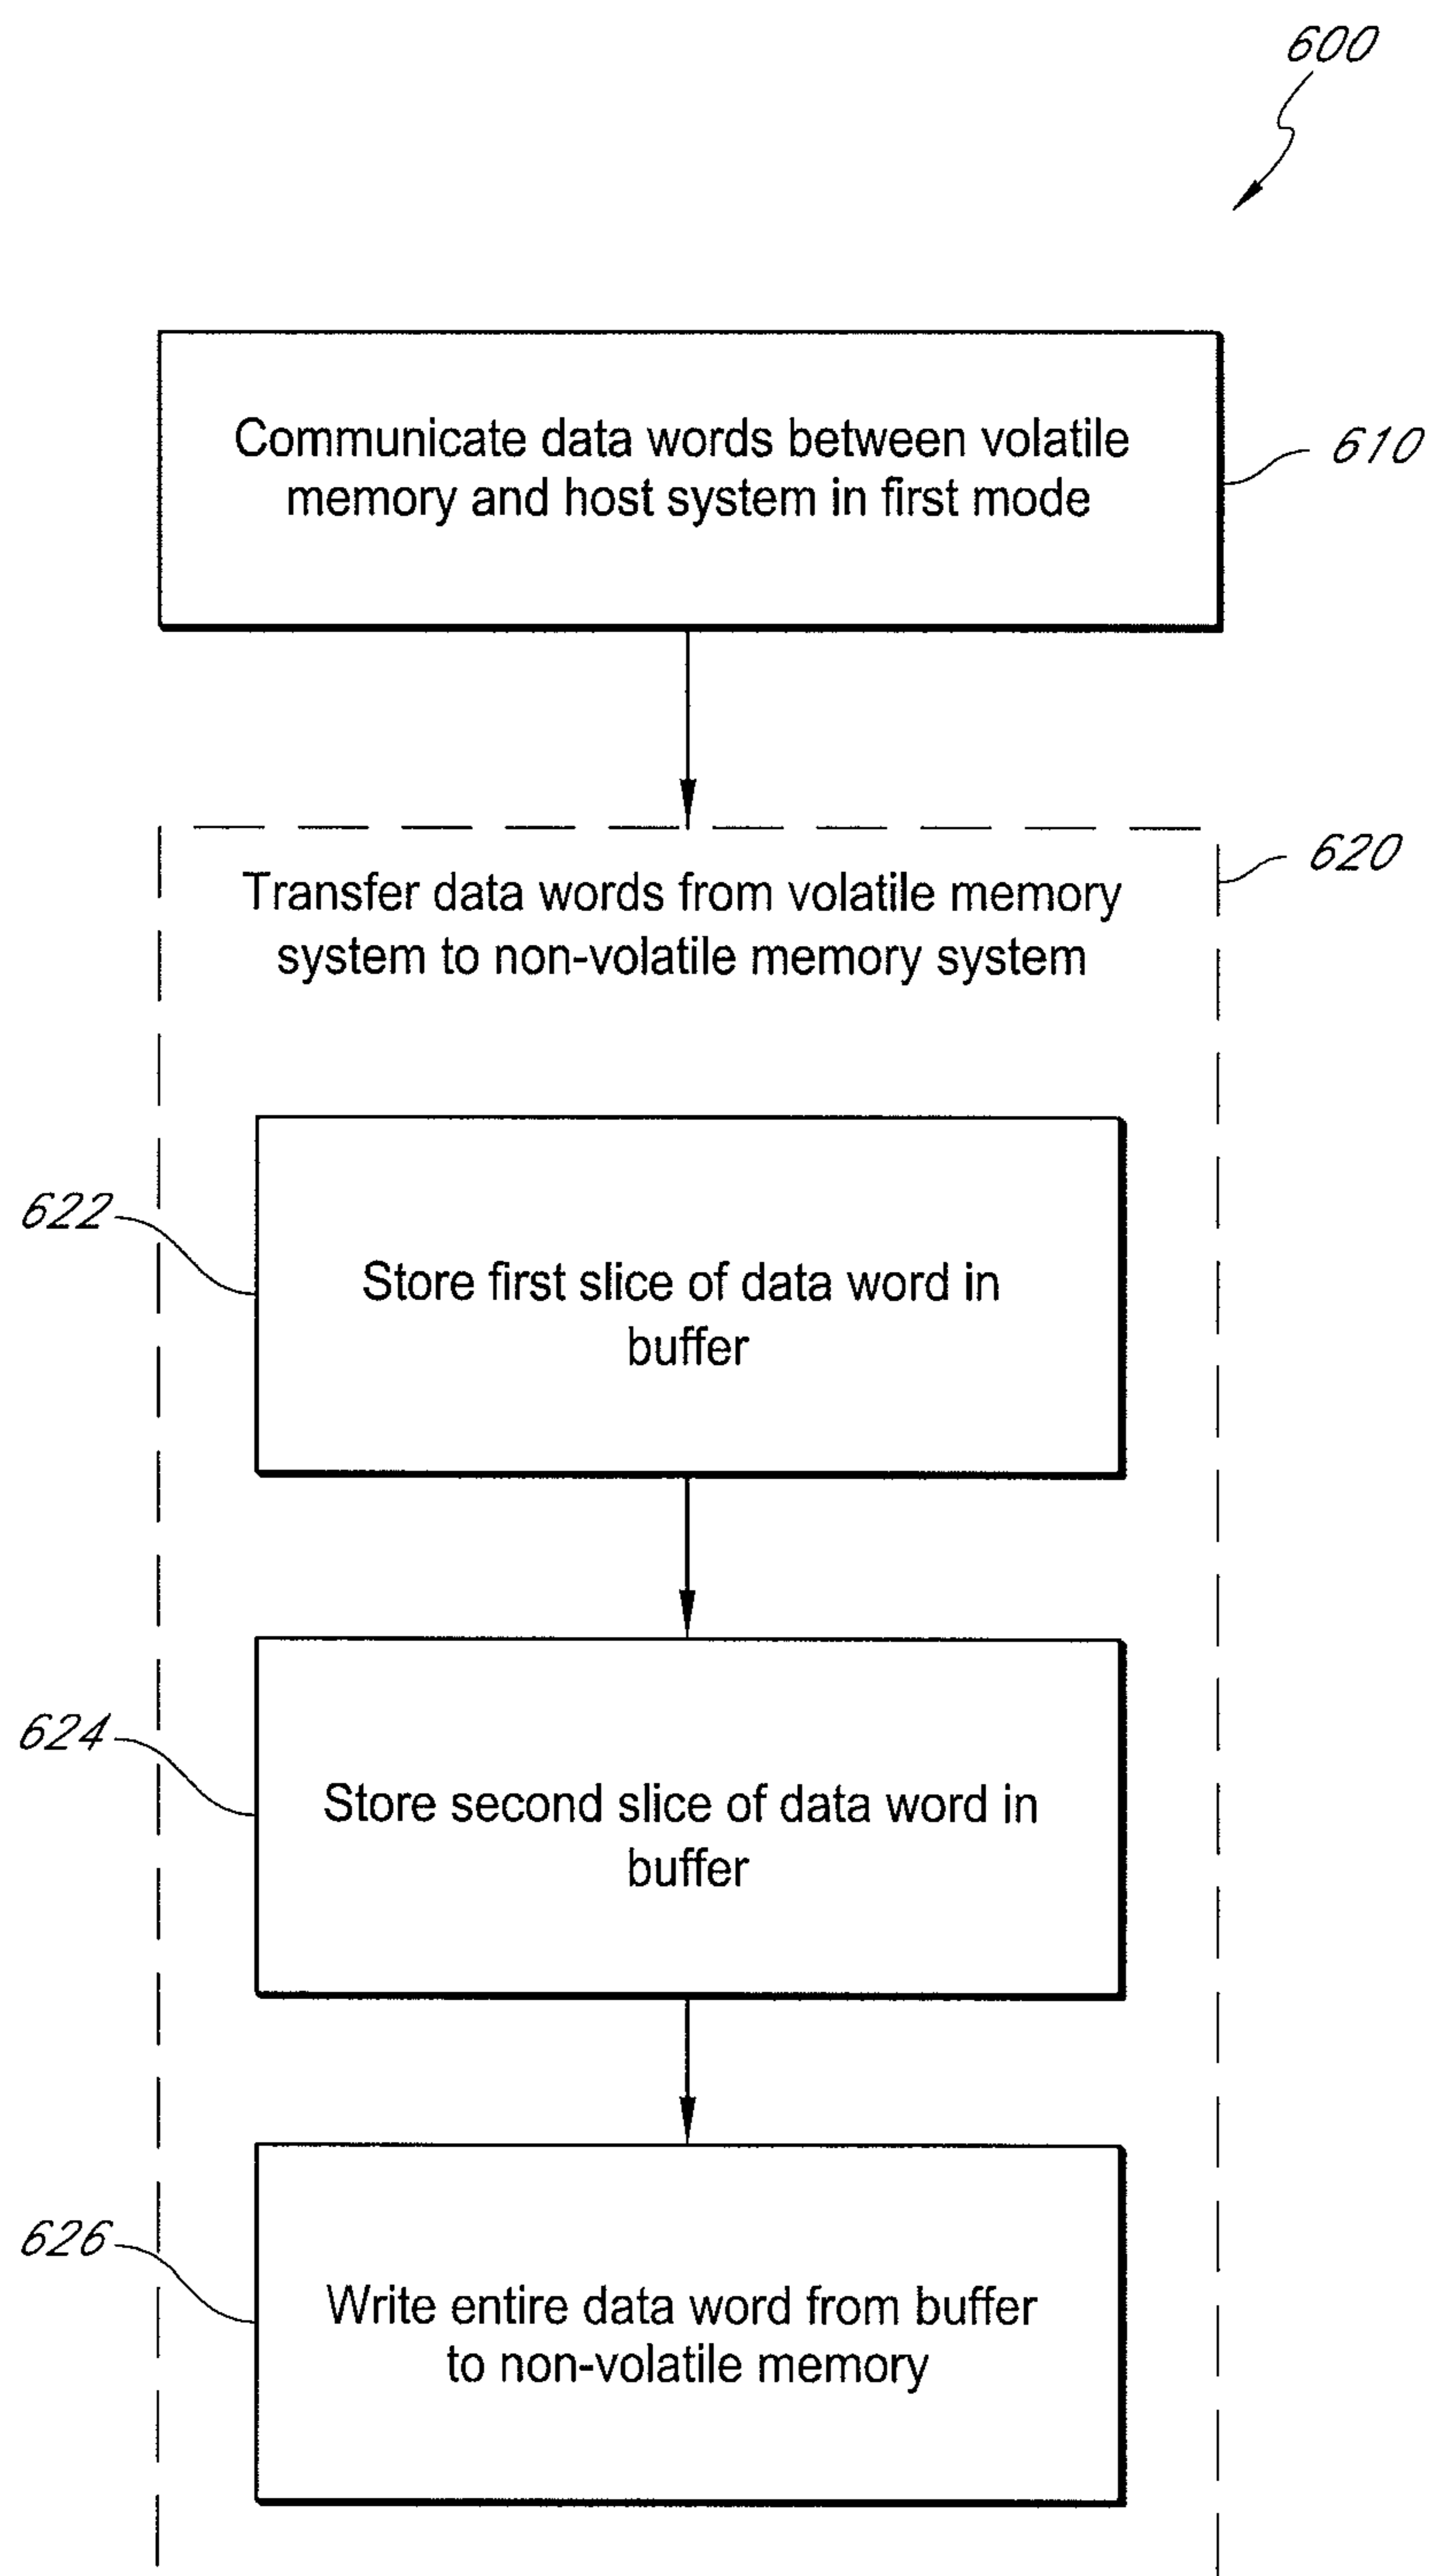 600
Communicate data words between volatile
memory and host system in first mode
610
620
Transfer data words from volatile memory
system to non-volatile memory system
622
Store first slice of data word in
buffer
624
Store second slice of data word in
buffer
626
Write entire data word from buffer
to non-volatile memory